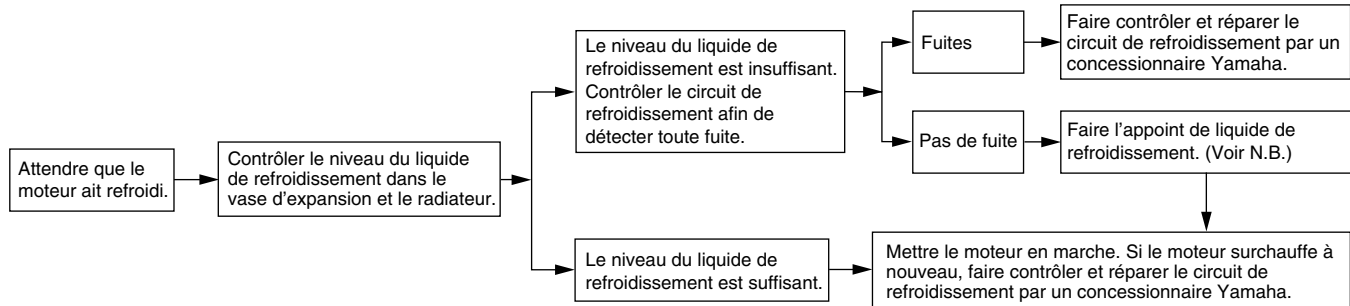 Attendre que le
moteur ait refroidi.
Contrôler le niveau du liquide
de refroidissement dans le
vase d’expansion et le radiateur.
Le niveau du liquide de
refroidissement est insuffisant.
Contrôler le circuit de
refroidissement afin de
détecter toute fuite.
Fuites
Faire contrôler et réparer le
circuit de refroidissement par un
concessionnaire Yamaha.
Pas de fuite
Faire l’appoint de liquide de
refroidissement. (Voir N.B.)
Le niveau du liquide de
refroidissement est suffisant.
Mettre le moteur en marche. Si le moteur surchauffe à
nouveau, faire contrôler et réparer le circuit de
refroidissement par un concessionnaire Yamaha.